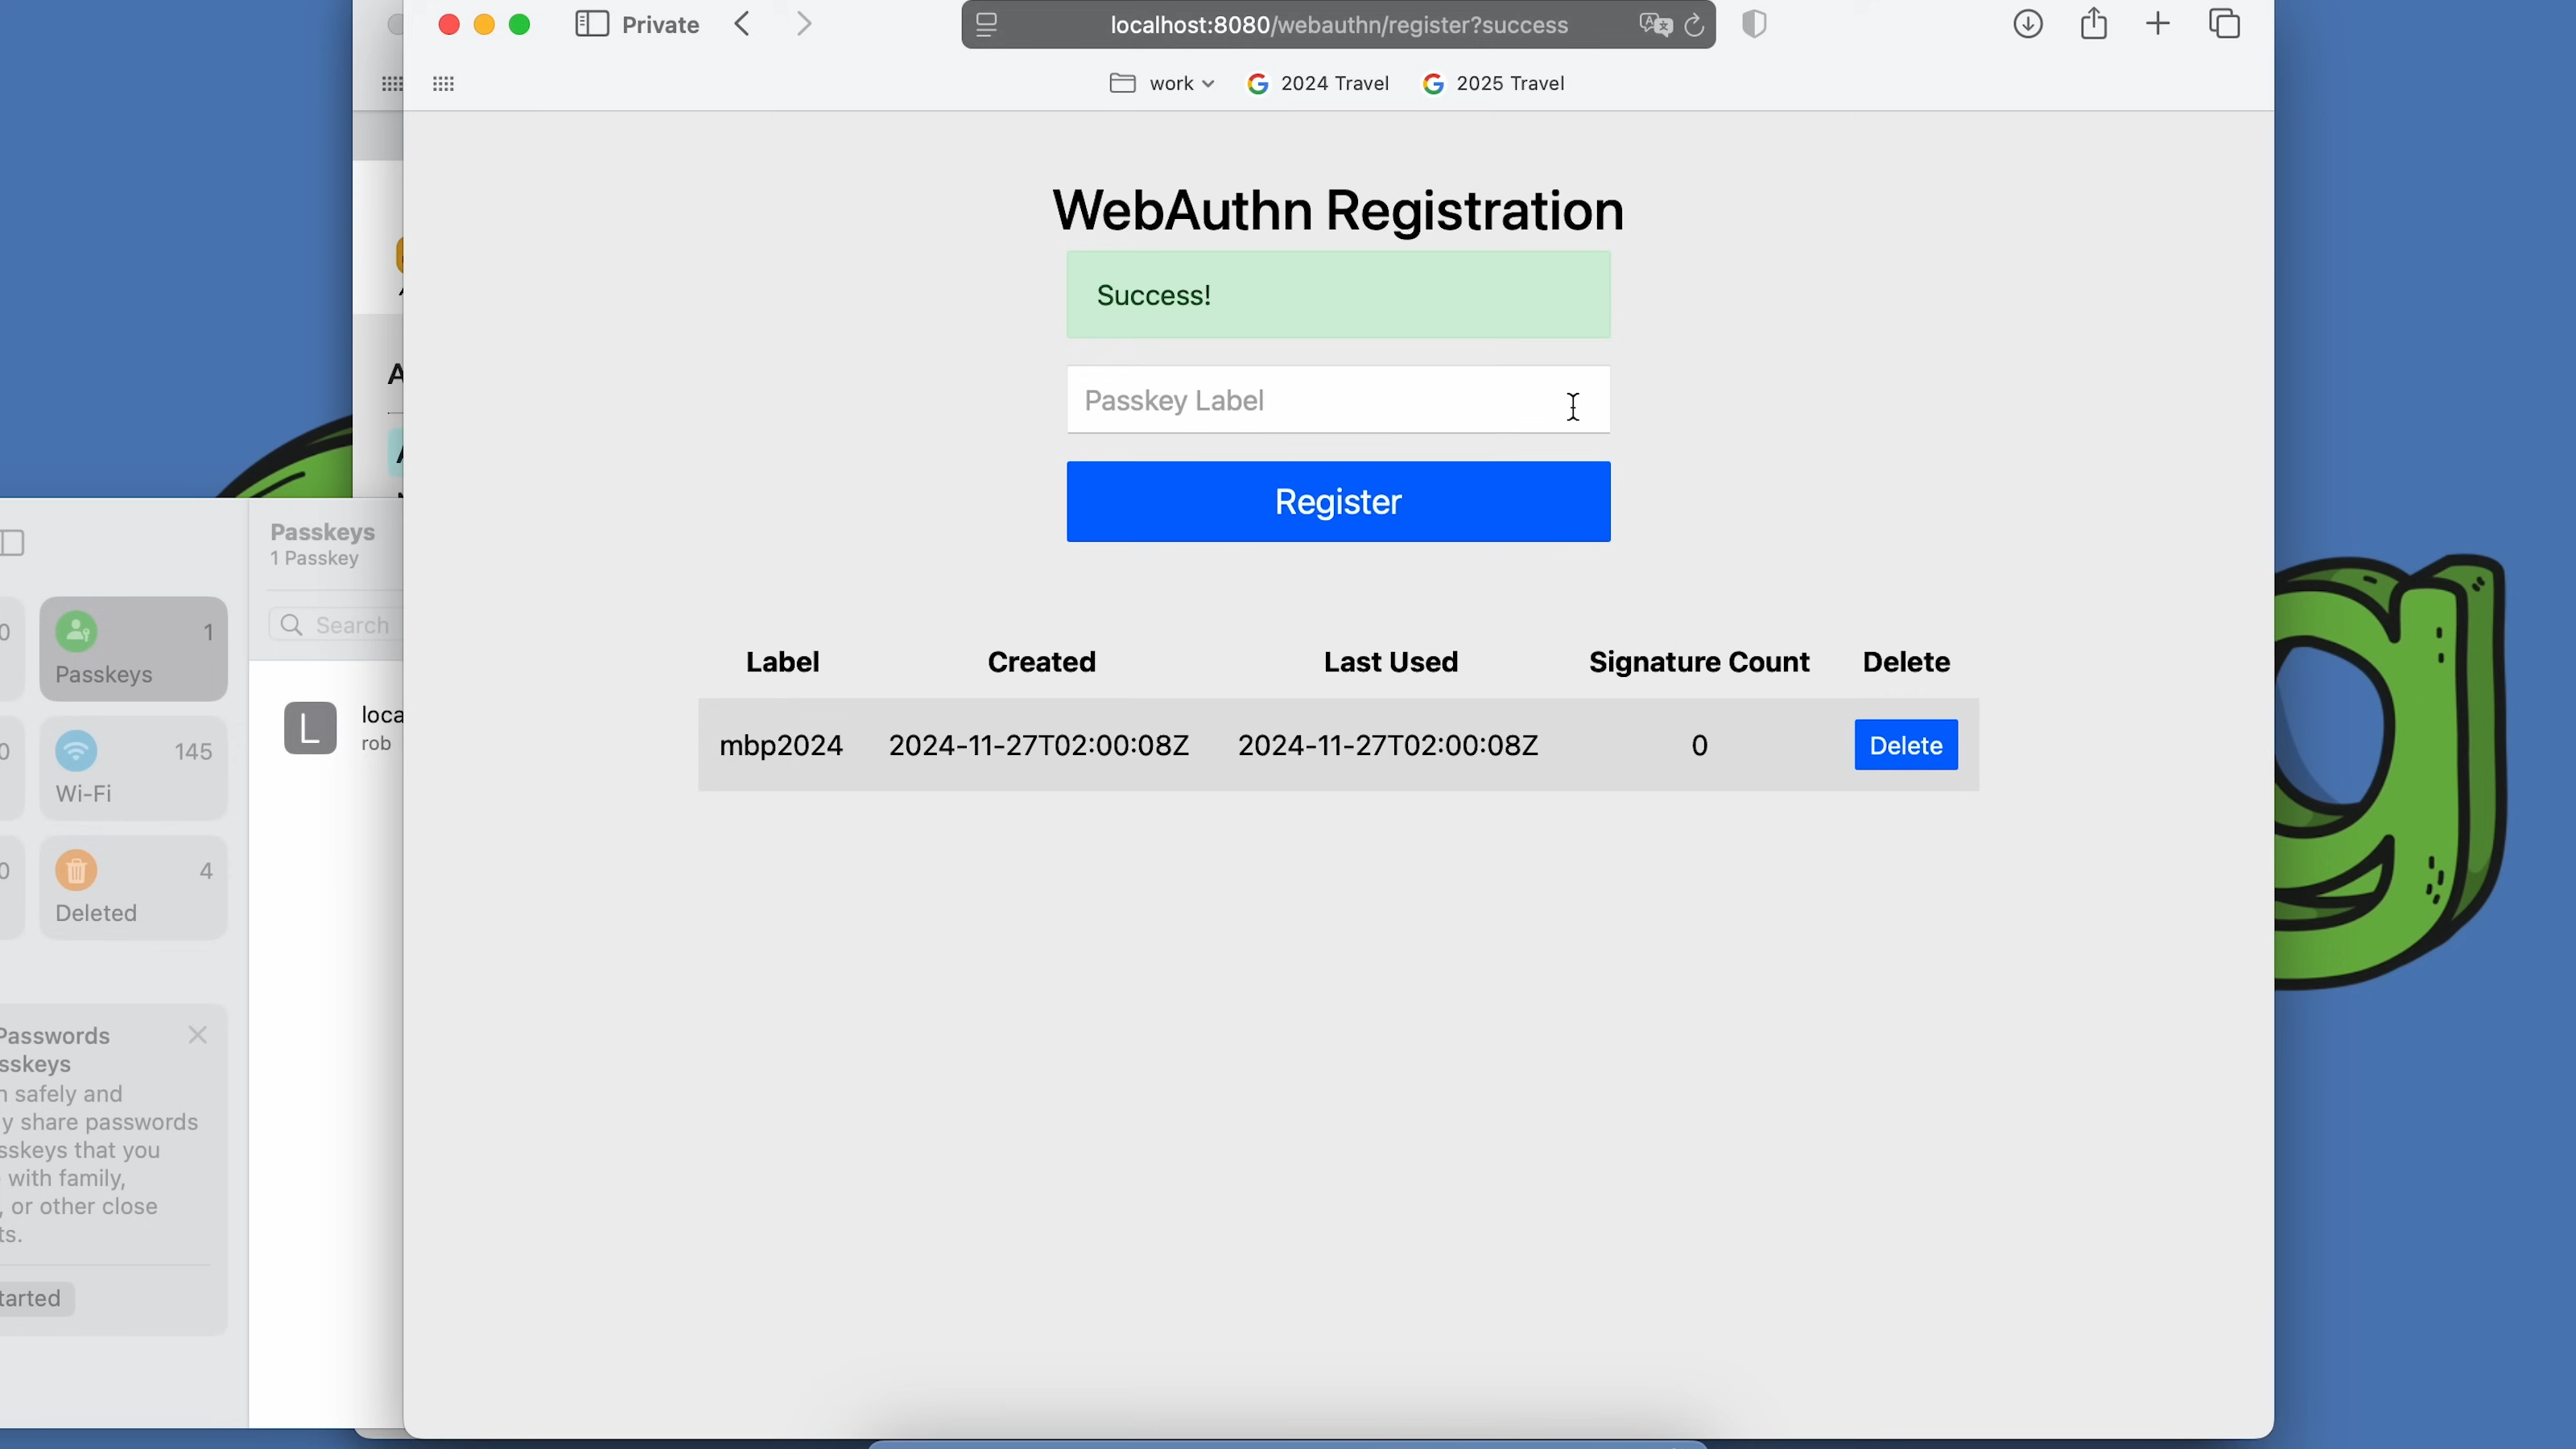 Private
localhost:8080/webauthn/register?success
work
2024 Travel
2025 Travel
WebAuthn Registration
Success!
Passkey Label
Register
Label Created Last Used Signature Count Delete
mbp2024 2024-11-27T02:00:08Z 2024-11-27T02:00:08Z 0 Delete
Passkeys
1 Passkey
Search
0
1
Passkeys
loca
rob
L
0
145
Wi-Fi
0
4
Deleted
Passwords
sskeys
n safely and
y share passwords
sskeys that you
with family,
, or other close
ts.
tarted